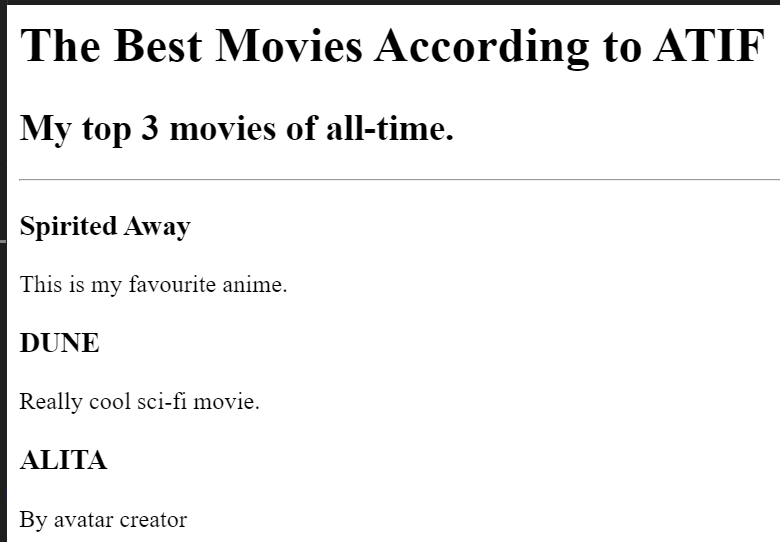 The Best Movies According to ATIF
My top 3 movies of all-time.
Spirited Away
This is my favourite anime.
DUNE
Really cool sci-fi movie.
ALITA
By avatar creator